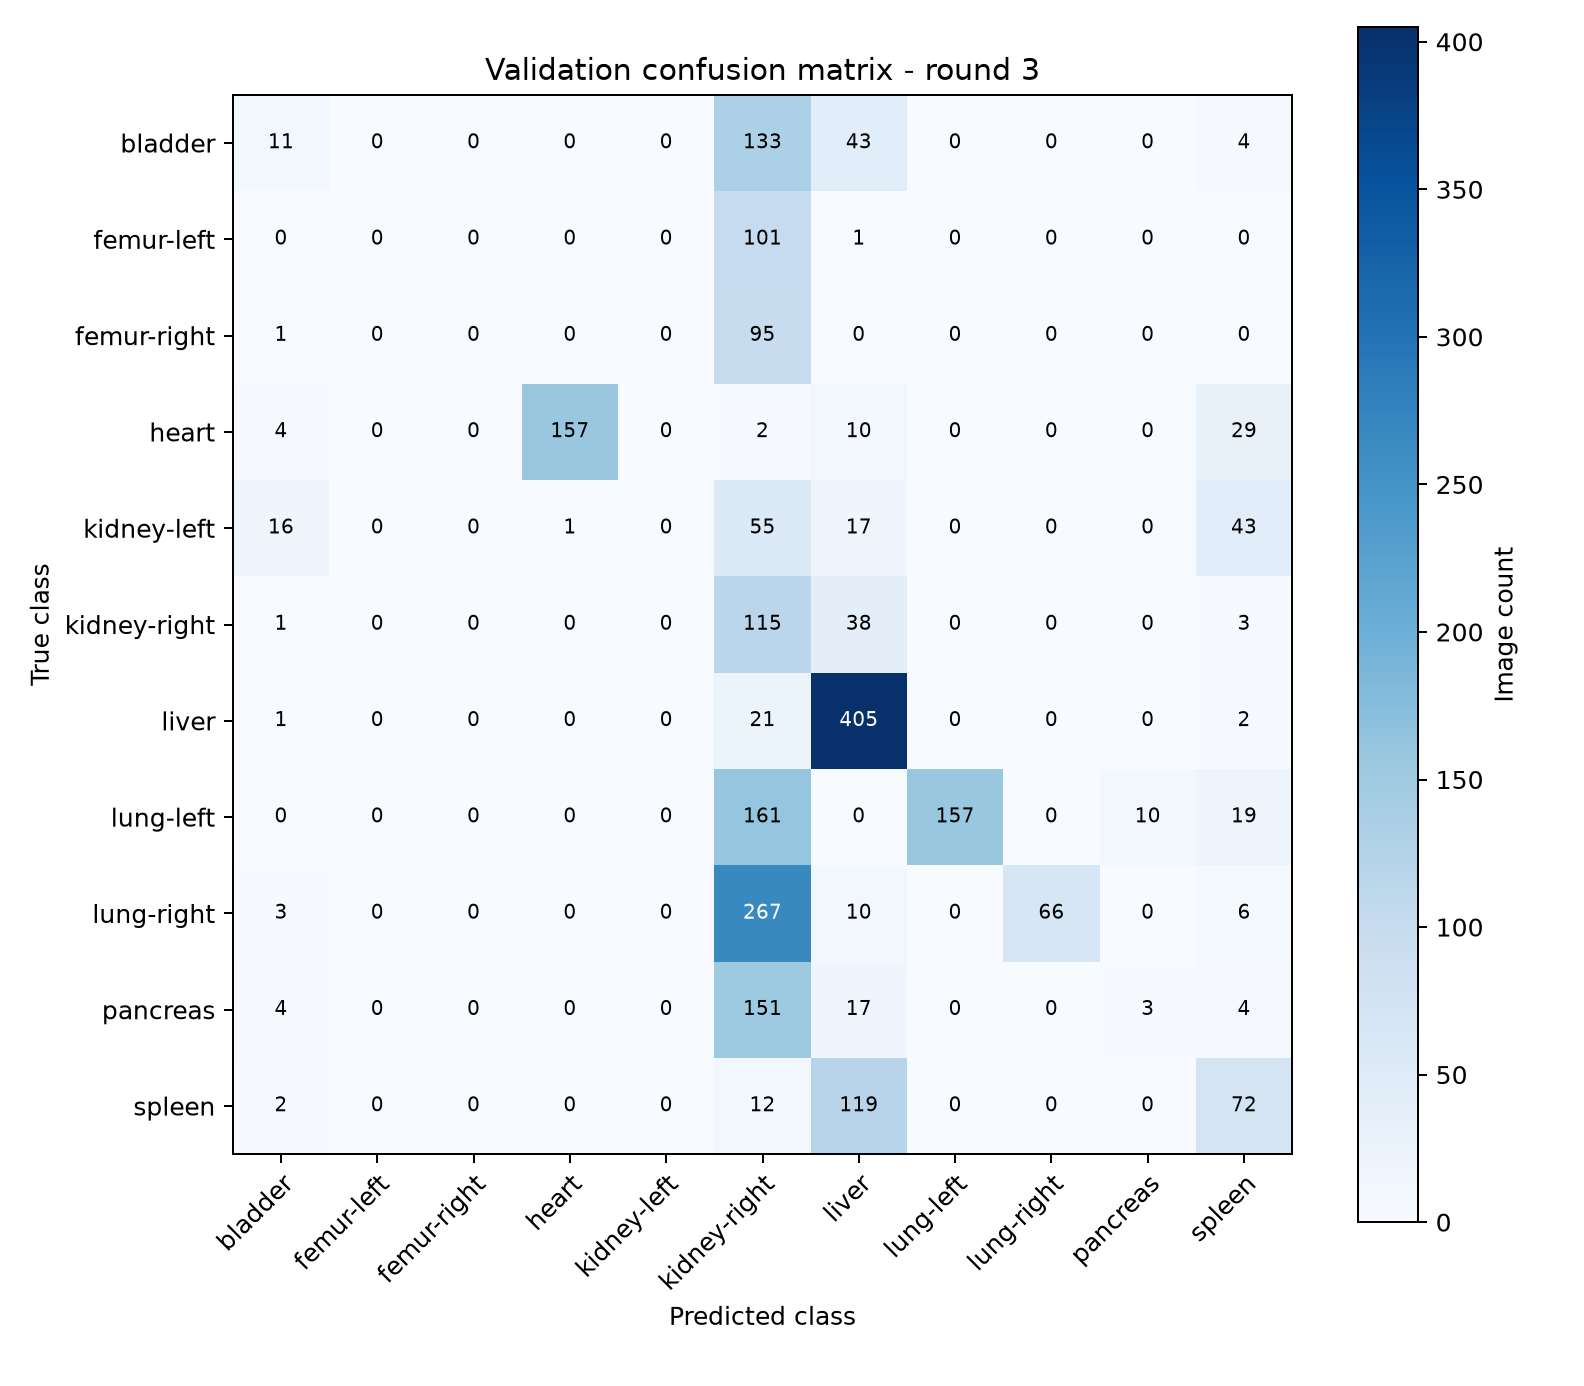 Validation confusion matrix - round 3
bladder 11 0 0 0 0 133 43 0 0 0 4
femur-left 0 0 0 0 0 101 1 0 0 0 0
femur-right 1 0 0 0 0 95 0 0 0 0 0
heart 4 0 0 157 0 2 10 0 0 0 29
kidney-left 16 0 0 1 0 55 17 0 0 0 43
kidney-right 1 0 0 0 0 115 38 0 0 0 3
liver 1 0 0 0 0 21 405 0 0 0 2
lung-left 0 0 0 0 0 161 0 157 0 10 19
lung-right 3 0 0 0 0 267 10 0 66 0 6
pancreas 4 0 0 0 0 151 17 0 0 3 4
spleen 2 0 0 0 0 12 119 0 0 0 72
bladder femur-left femur-right heart kidney-left kidney-right liver lung-left lung-right pancreas spleen
Predicted class
True class
400
350
300
250
200
150
100
50
0
Image count